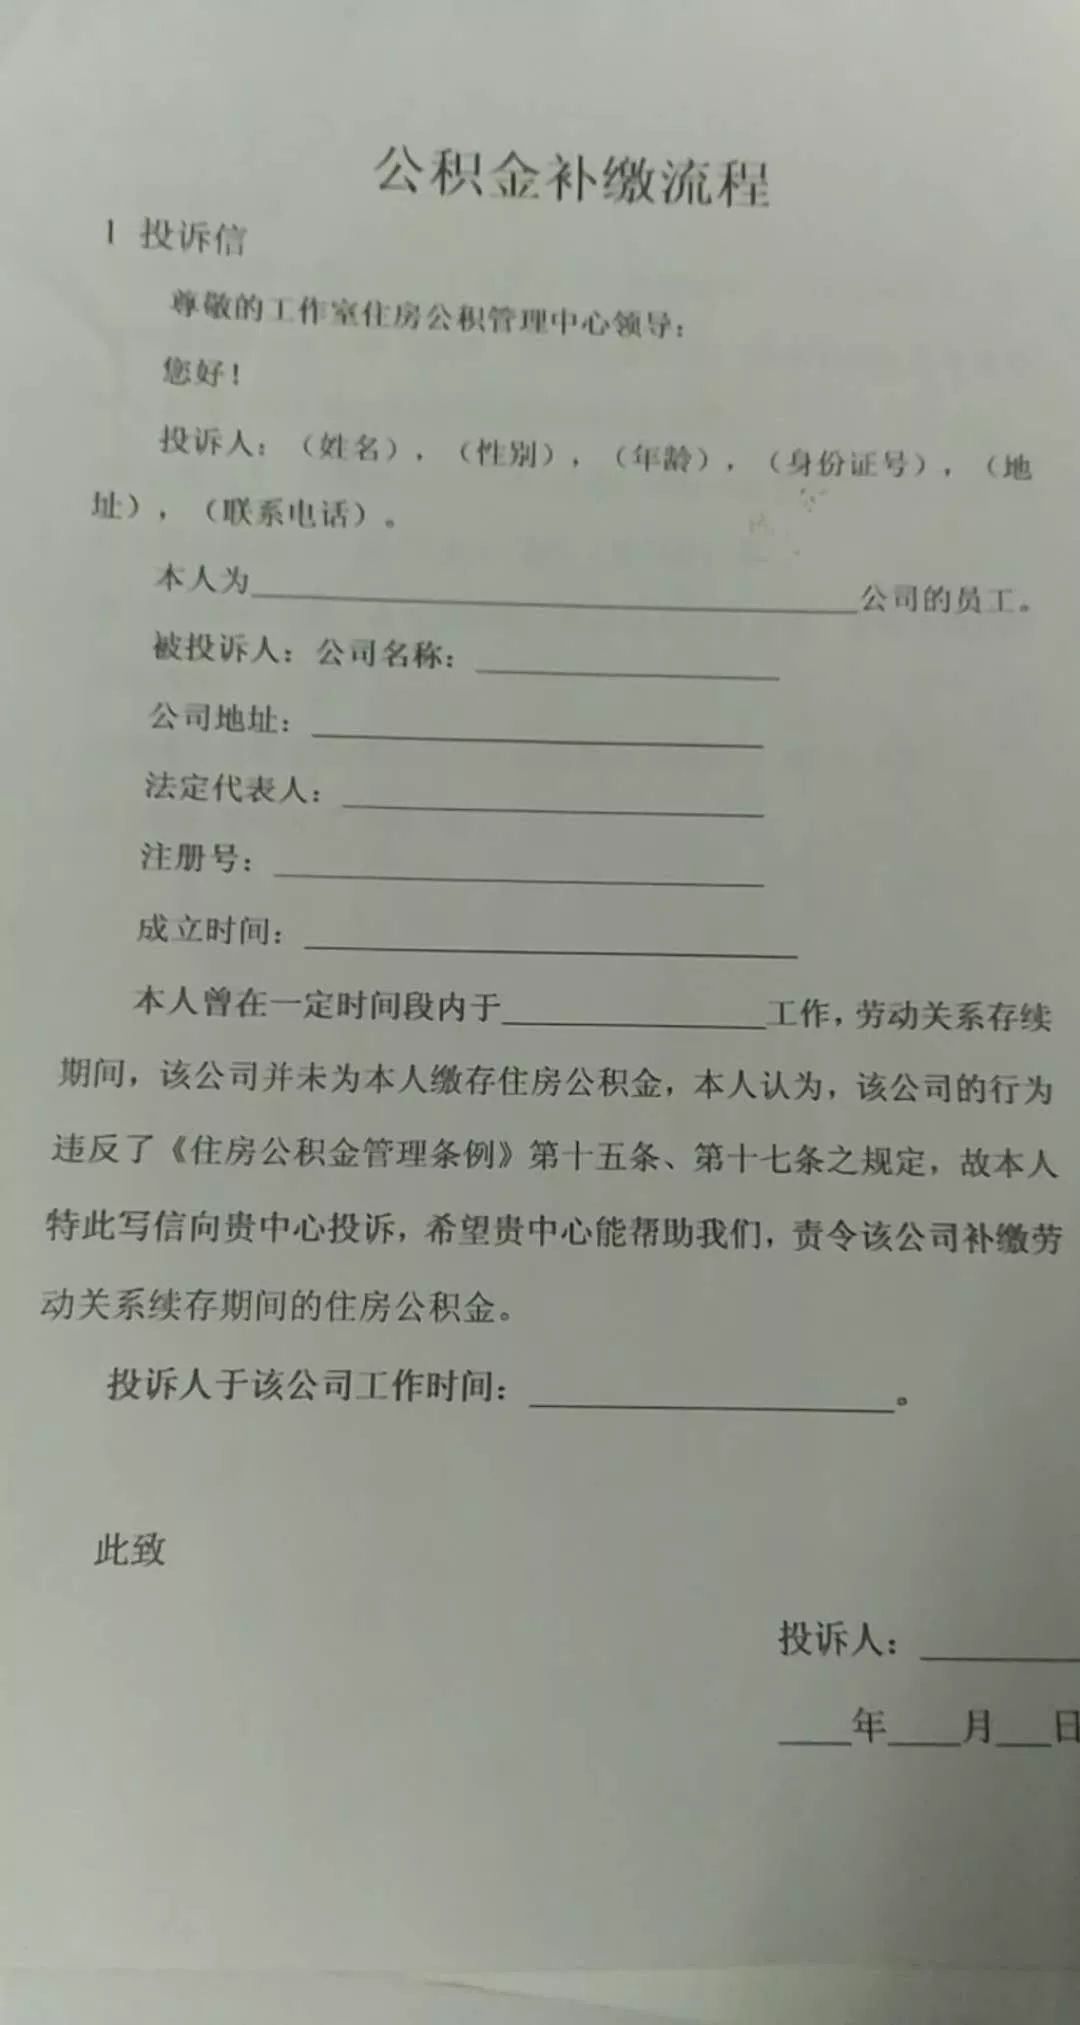 公积金补缴流程
1 投诉信
尊敬的工作室住房公积管理中心领导：
您好！
投诉人：（姓名），（性别），（年龄），（身份证号），（地
址），（联系电话）。
本人为____________________公司的员工。
被投诉人：公司名称：__________
公司地址：_______________
法定代表人：______________
注册号：________________
成立时间：________________
本人曾在一定时间段内于________工作，劳动关系存续
期间，该公司并未为本人缴存住房公积金，本人认为，该公司的行为
违反了《住房公积金管理条例》第十五条、第十七条之规定，故本人
特此写信向贵中心投诉，希望贵中心能帮助我们，责令该公司补缴劳
动关系续存期间的住房公积金。
投诉人于该公司工作时间：____________。
此致
投诉人：_____
__年__月__日